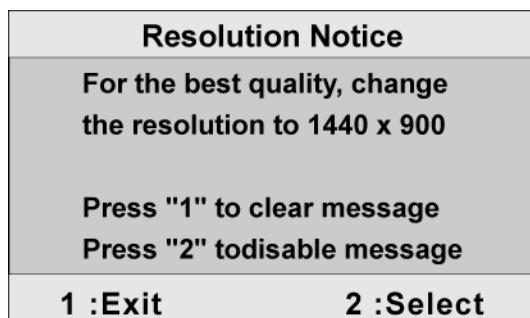 Resolution Notice
For the best quality, change
the resolution to 1440 x 900
Press "1" to clear message
Press "2" todisable message
1 :Exit 2 :Select